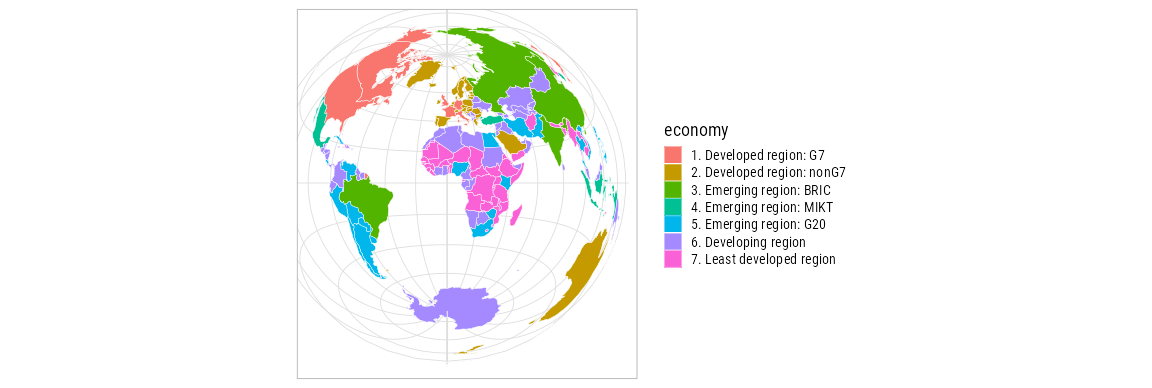 economy
1. Developed region: G7
2. Developed region: nonG7
3. Emerging region: BRIC
4. Emerging region: MIKT
5. Emerging region: G20
6. Developing region
7. Least developed region